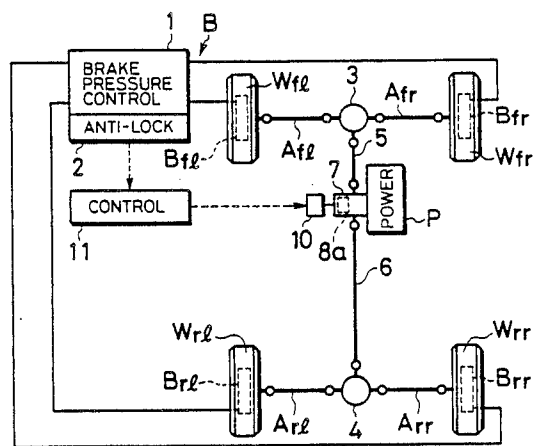 1
B
BRAKE
PRESSURE
CONTROL
ANTI-LOCK
2
Wfℓ
Bfℓ
Afℓ
3
Afr
5
Bfr
Wfr
7
POWER
P
CONTROL
11
10
8a
6
Wrℓ
Brℓ
Arℓ
4
Arr
Wrr
Brr